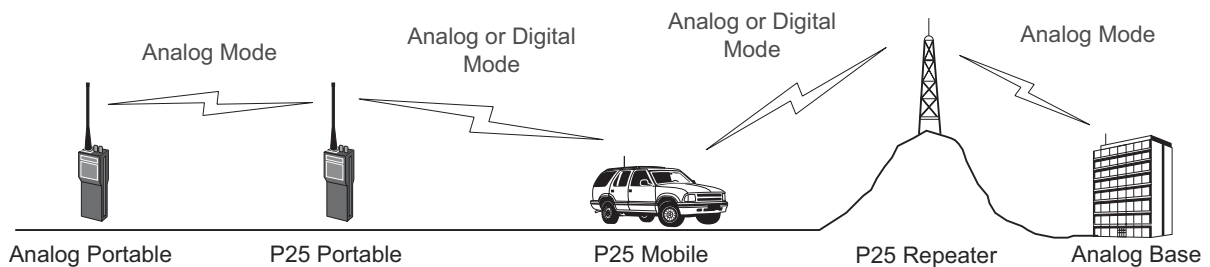 Analog Mode
Analog or Digital
Mode
Analog or Digital
Mode
Analog Mode
Analog Portable
P25 Portable
P25 Mobile
P25 Repeater
Analog Base